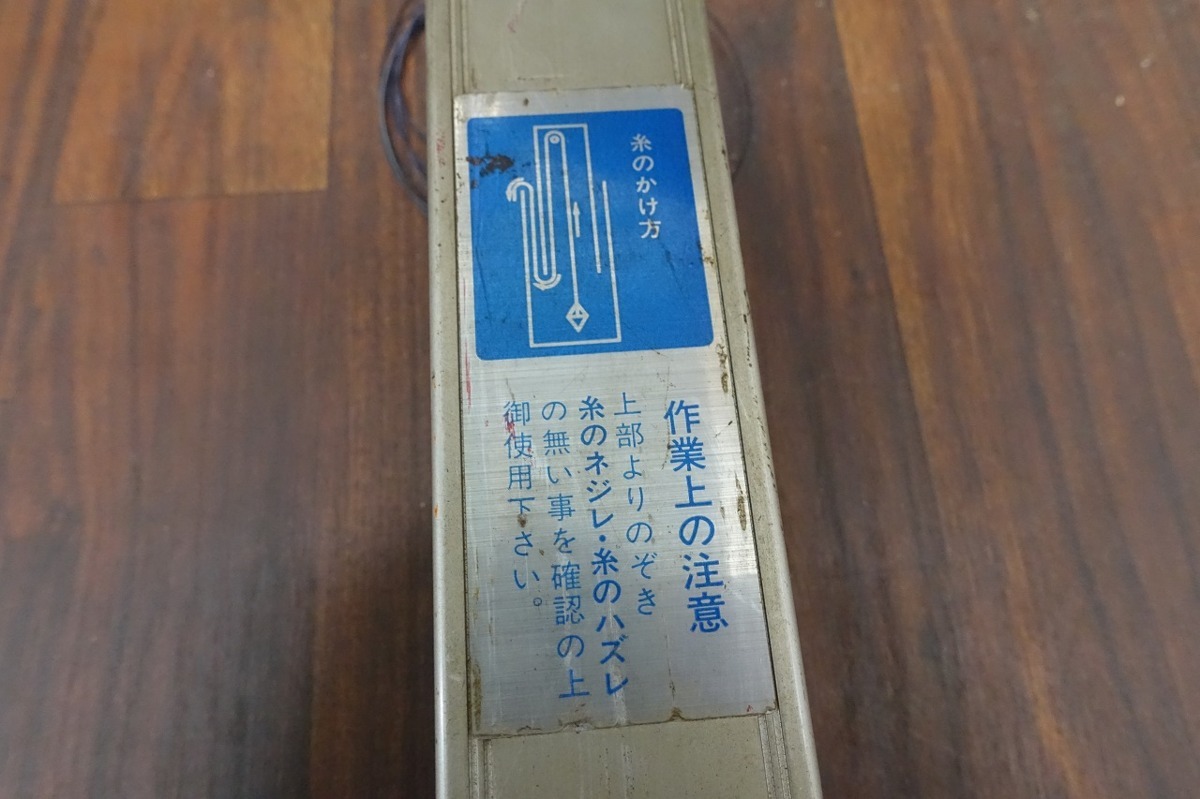 糸のかけ方
作業上の注意
上部よりのぞき
糸のネジレ・糸のハズレ
の無い事を確認の上
御使用下さい。